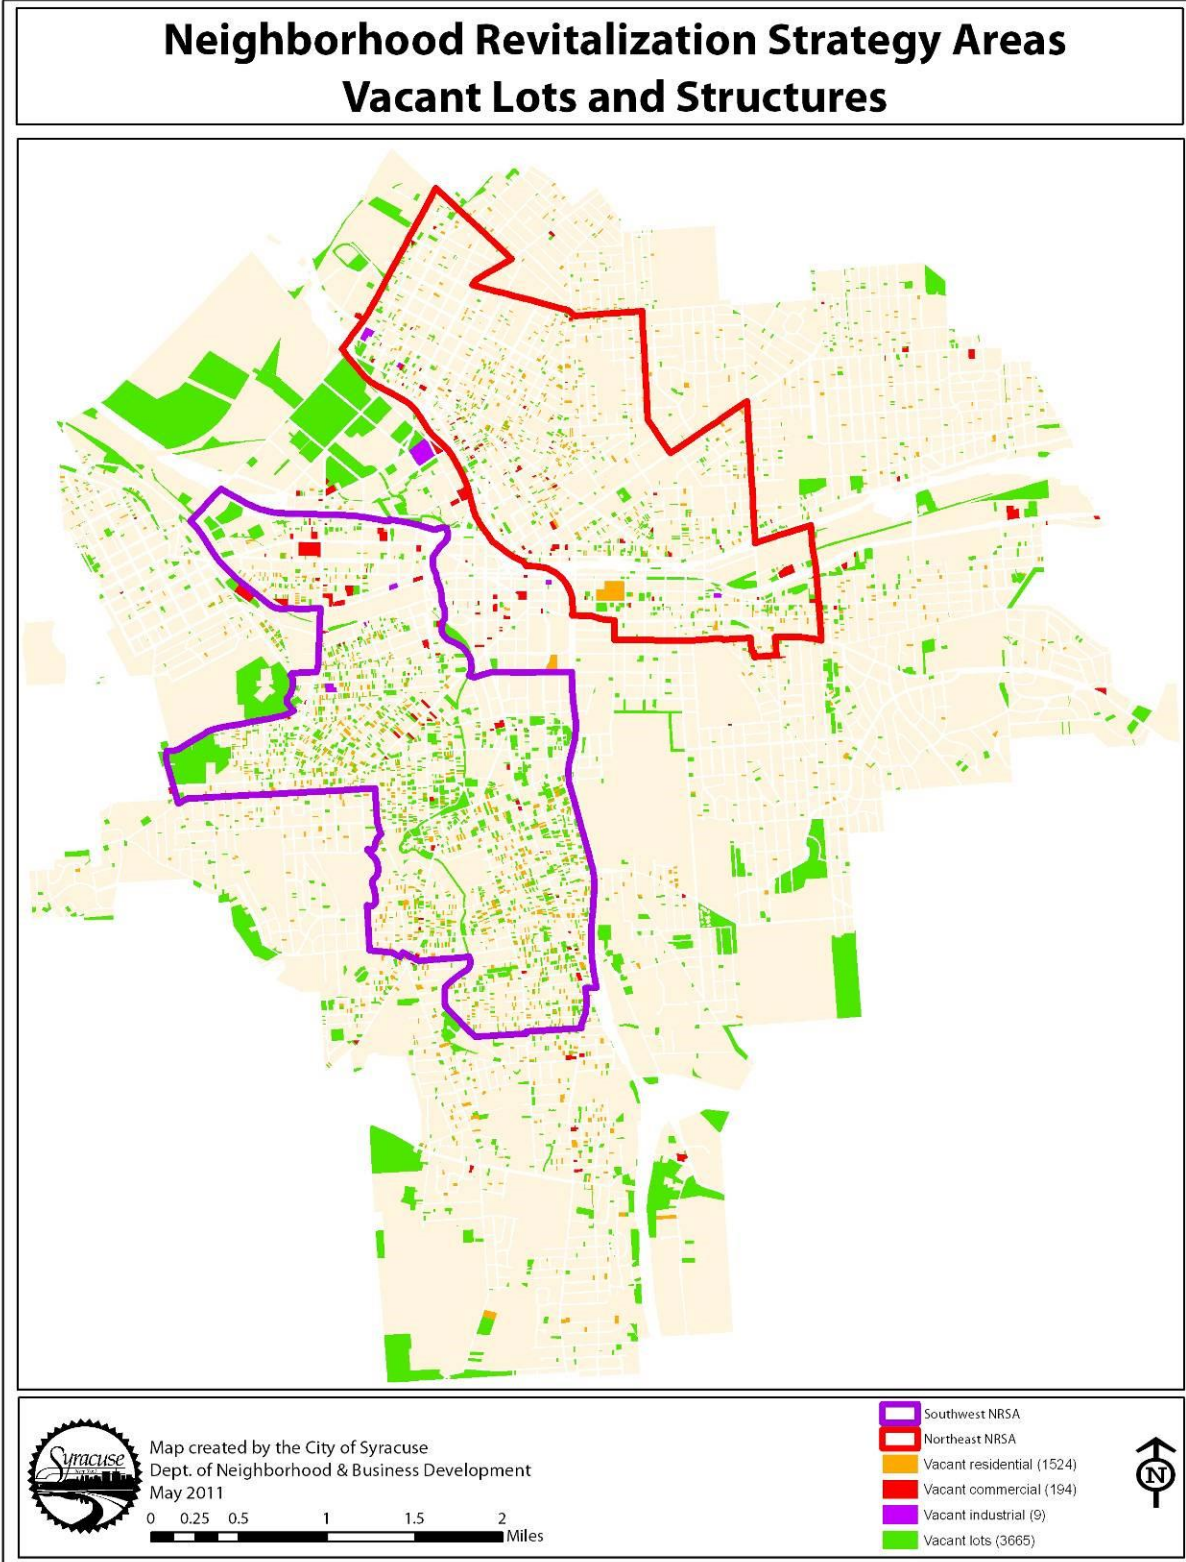 Neighborhood Revitalization Strategy Areas
Vacant Lots and Structures
Syracuse
Map created by the City of Syracuse
Dept. of Neighborhood & Business Development
May 2011
0 0.25 0.5 1 1.5 2
Miles
Southwest NRSA
Northeast NRSA
Vacant residential (1524)
Vacant commercial (194)
Vacant industrial (9)
Vacant lots (3665)
N